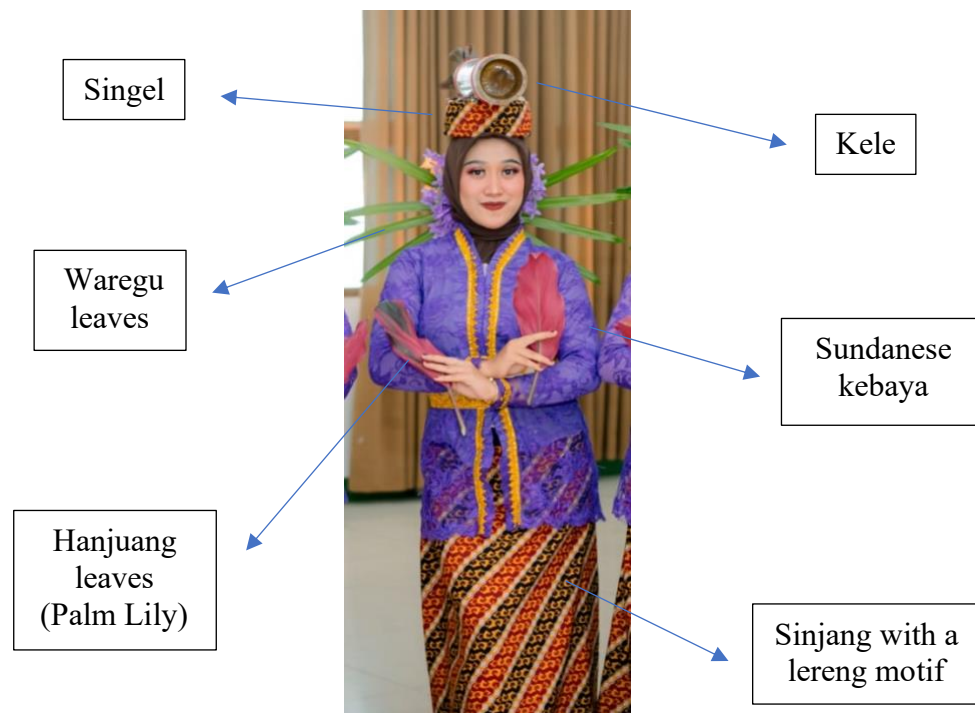 Singel
Kele
Waregu
leaves
Sundanese
kebaya
Hanjuang
leaves
(Palm Lily)
Sinjang with a
lereng motif